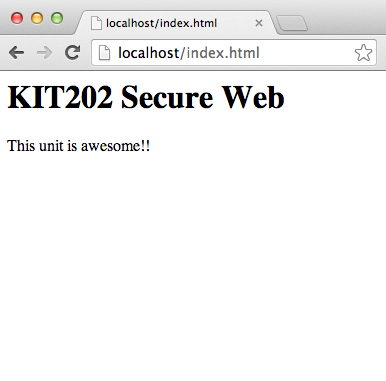 localhost/index.html
localhost/index.html
KIT202 Secure Web
This unit is awesome!!